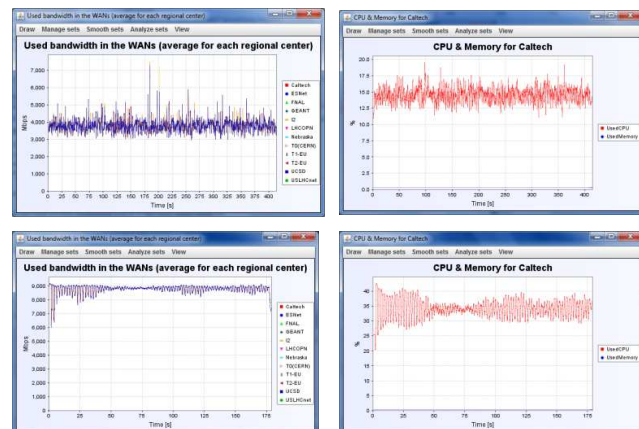 Used bandwidth in the WANs (average for each regional center)
Draw Manage sets Smooth sets Analyze sets View
Used bandwidth in the WANs (average for each regional center)
7,000
6,000
5,000
4,000
3,000
2,000
1,000
0
Mbps
0 25 50 75 100 125 150 175 200 225 250 275 300 325 350 375 400
Time [s]
Caltech
ESNet
FNAL
GEANT
I2
LHCOPN
Nebraska
T0(CERN)
T1-EU
T2-EU
UCSD
USLHCnet
CPU & Memory for Caltech
Draw Manage sets Smooth sets Analyze sets View
CPU & Memory for Caltech
20.0
17.5
15.0
12.5
10.0
7.5
5.0
2.5
0.0
%
0 50 100 150 200 250 300 350 400
Time [s]
UsedCPU
UsedMemory
Used bandwidth in the WANs (average for each regional center)
Draw Manage sets Smooth sets Analyze sets View
Used bandwidth in the WANs (average for each regional center)
9,000
8,000
7,000
6,000
5,000
4,000
3,000
2,000
1,000
0
Mbps
0 25 50 75 100 125 150 175
Time [s]
Caltech
ESNet
FNAL
GEANT
I2
LHCOPN
Nebraska
T0(CERN)
T1-EU
T2-EU
UCSD
USLHCnet
CPU & Memory for Caltech
Draw Manage sets Smooth sets Analyze sets View
CPU & Memory for Caltech
40
35
30
25
20
15
10
5
0
%
0 25 50 75 100 125 150 175
Time [s]
UsedCPU
UsedMemory